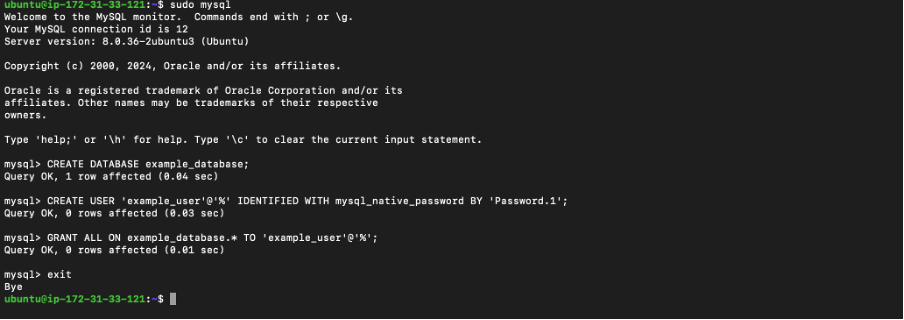 ubuntu@ip-172-31-33-121:~$ sudo mysql
Welcome to the MySQL monitor.  Commands end with ; or \g.
Your MySQL connection id is 12
Server version: 8.0.36-2ubuntu3 (Ubuntu)
Copyright (c) 2000, 2024, Oracle and/or its affiliates.
Oracle is a registered trademark of Oracle Corporation and/or its
affiliates. Other names may be trademarks of their respective
owners.
Type 'help;' or '\h' for help. Type '\c' to clear the current input statement.
mysql> CREATE DATABASE example_database;
Query OK, 1 row affected (0.04 sec)
mysql> CREATE USER 'example_user'@'%' IDENTIFIED WITH mysql_native_password BY 'Password.1';
Query OK, 0 rows affected (0.03 sec)
mysql> GRANT ALL ON example_database.* TO 'example_user'@'%';
Query OK, 0 rows affected (0.01 sec)
mysql> exit
Bye
ubuntu@ip-172-31-33-121:~$